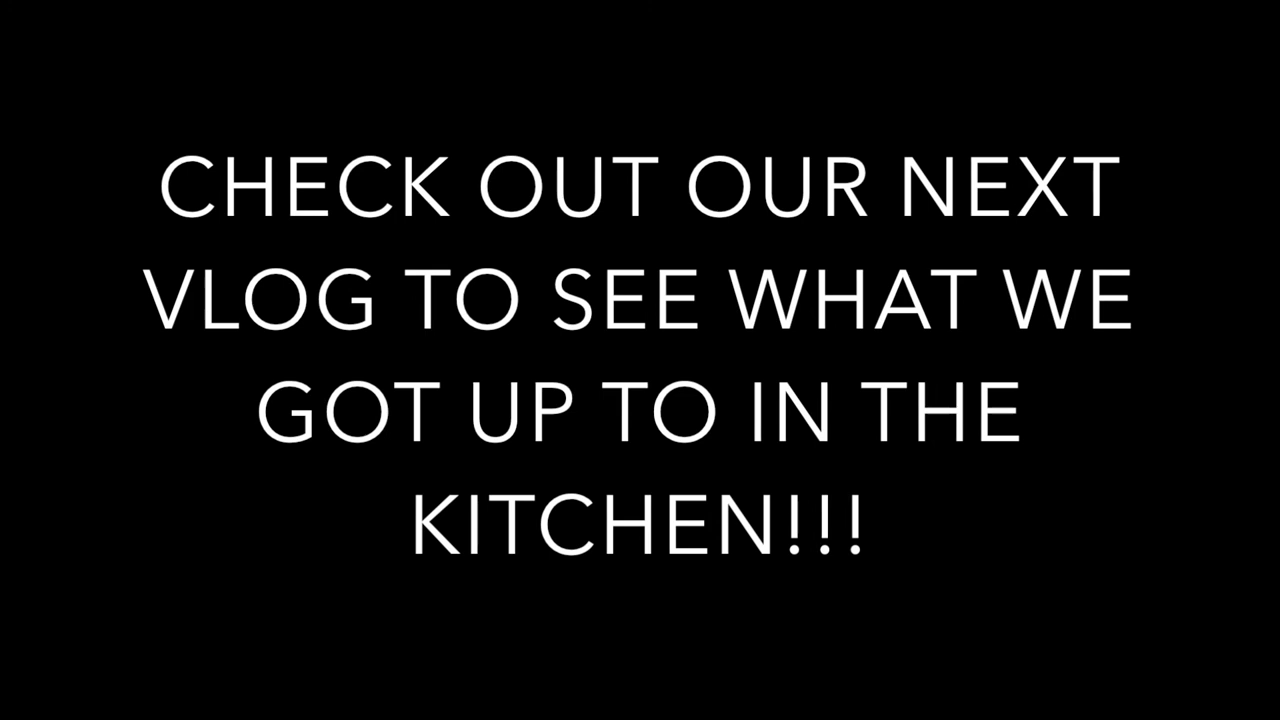 CHECK OUT OUR NEXT
VLOG TO SEE WHAT WE
GOT UP TO IN THE
KITCHEN!!!